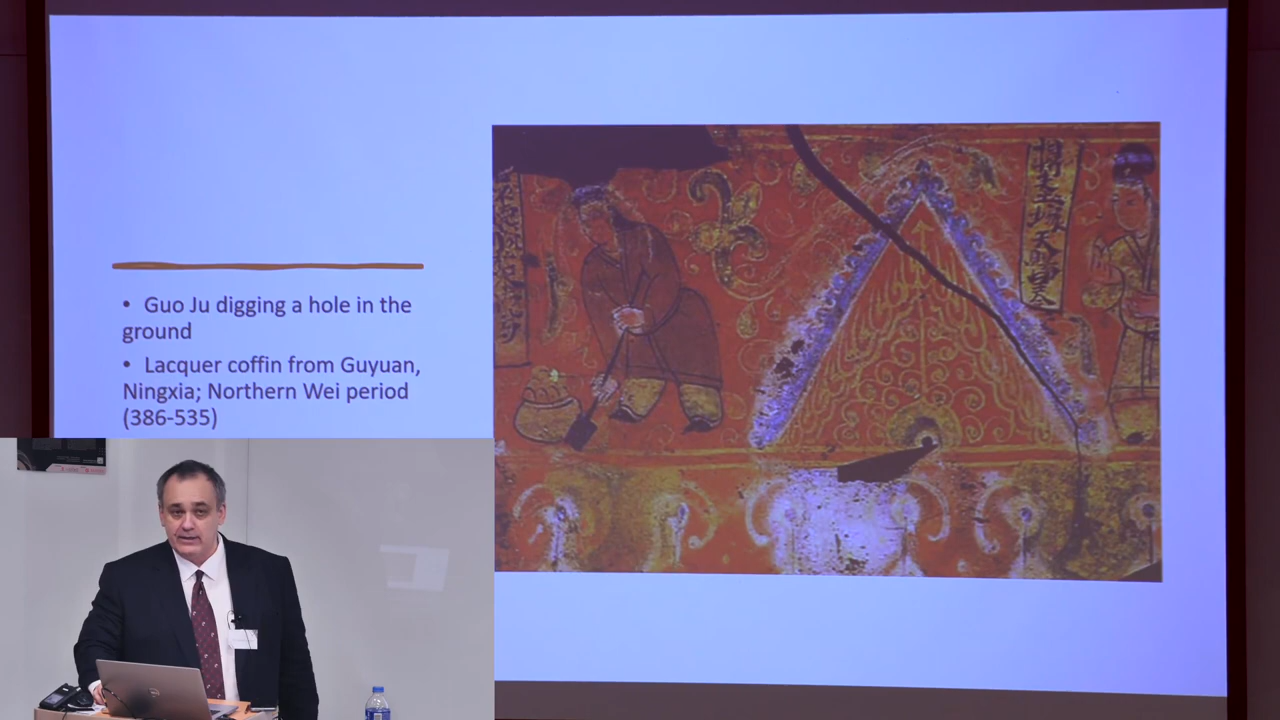 • Guo Ju digging a hole in the
ground
• Lacquer coffin from Guyuan,
Ningxia; Northern Wei period
(386-535)